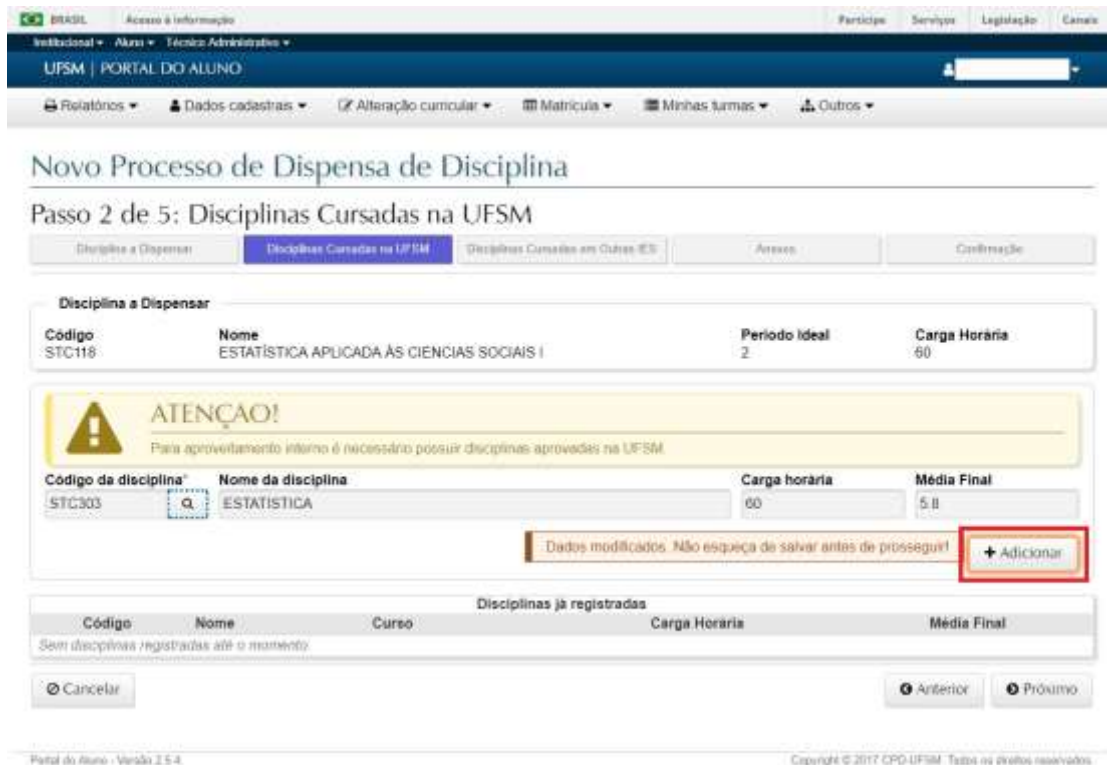 BRASIL Acesso à informação Participe Serviços Legislação Canais
Institucional Aluno Técnico Administrativo
UFSM | PORTAL DO ALUNO
Relatórios Dados cadastrais Alteração curricular Matrícula Minhas turmas Outros
Novo Processo de Dispensa de Disciplina
Passo 2 de 5: Disciplinas Cursadas na UFSM
Disciplina a Dispensar Disciplinas Cursadas na UFSM Disciplinas Cursadas em Outras IES Anexos Confirmação
Disciplina a Dispensar
Código Nome Período Ideal Carga Horária
STC118 ESTATÍSTICA APLICADA ÀS CIENCIAS SOCIAIS I 2 60
ATENÇÃO!
Para aproveitamento interno é necessário possuir disciplinas aprovadas na UFSM.
Código da disciplina* Nome da disciplina Carga horária Média Final
STC303 ESTATISTICA 60 5.8
Dados modificados. Não esqueça de salvar antes de prosseguir!
+ Adicionar
Disciplinas já registradas
Código Nome Curso Carga Horária Média Final
Sem disciplinas registradas até o momento.
Cancelar Anterior Próximo
Portal do Aluno - Versão 2.5.4 Copyright © 2017 CPD-UFSM. Todos os direitos reservados.